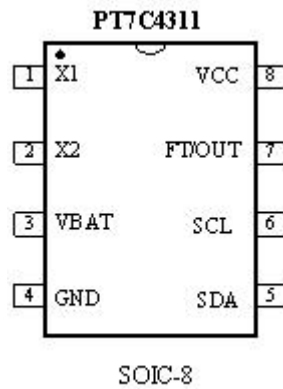 PT7C4311
1 X1 VCC 8
2 X2 FT/OUT 7
3 VBAT SCL 6
4 GND SDA 5
SOIC-8